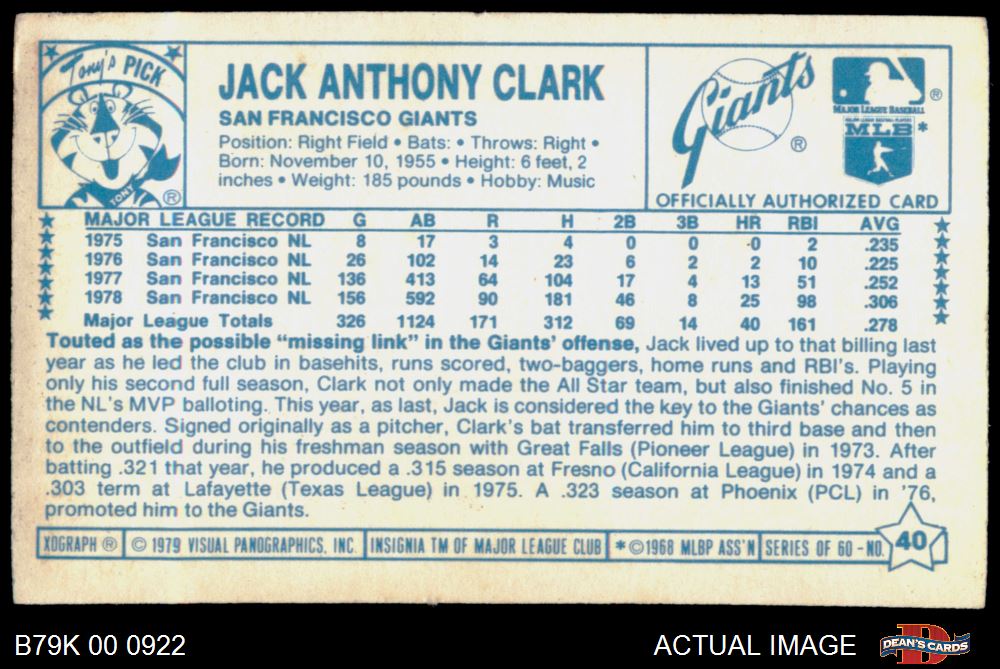 Tony's PICK
TONY
®
JACK ANTHONY CLARK
SAN FRANCISCO GIANTS
Position: Right Field • Bats: • Throws: Right •
Born: November 10, 1955 • Height: 6 feet, 2
inches • Weight: 185 pounds • Hobby: Music
Giants ®
MAJOR LEAGUE BASEBALL ®
MAJOR LEAGUE BASEBALL PLAYERS
MLB *
OFFICIALLY AUTHORIZED CARD
MAJOR LEAGUE RECORD G AB R H 2B 3B HR RBI AVG
1975 San Francisco NL 8 17 3 4 0 0 0 2 .235
1976 San Francisco NL 26 102 14 23 6 2 2 10 .225
1977 San Francisco NL 136 413 64 104 17 4 13 51 .252
1978 San Francisco NL 156 592 90 181 46 8 25 98 .306
Major League Totals 326 1124 171 312 69 14 40 161 .278
Touted as the possible “missing link” in the Giants’ offense, Jack lived up to that billing last
year as he led the club in basehits, runs scored, two-baggers, home runs and RBI's. Playing
only his second full season, Clark not only made the All Star team, but also finished No. 5 in
the NL's MVP balloting. This year, as last, Jack is considered the key to the Giants’ chances as
contenders. Signed originally as a pitcher, Clark's bat transferred him to third base and then
to the outfield during his freshman season with Great Falls (Pioneer League) in 1973. After
batting .321 that year, he produced a .315 season at Fresno (California League) in 1974 and a
.303 term at Lafayette (Texas League) in 1975. A .323 season at Phoenix (PCL) in ’76,
promoted him to the Giants.
XOGRAPH ® © 1979 VISUAL PANOGRAPHICS, INC. INSIGNIA TM OF MAJOR LEAGUE CLUB * ©1968 MLBP ASS'N SERIES OF 60 - NO. 40
B79K 00 0922
ACTUAL IMAGE
DEAN'S CARDS